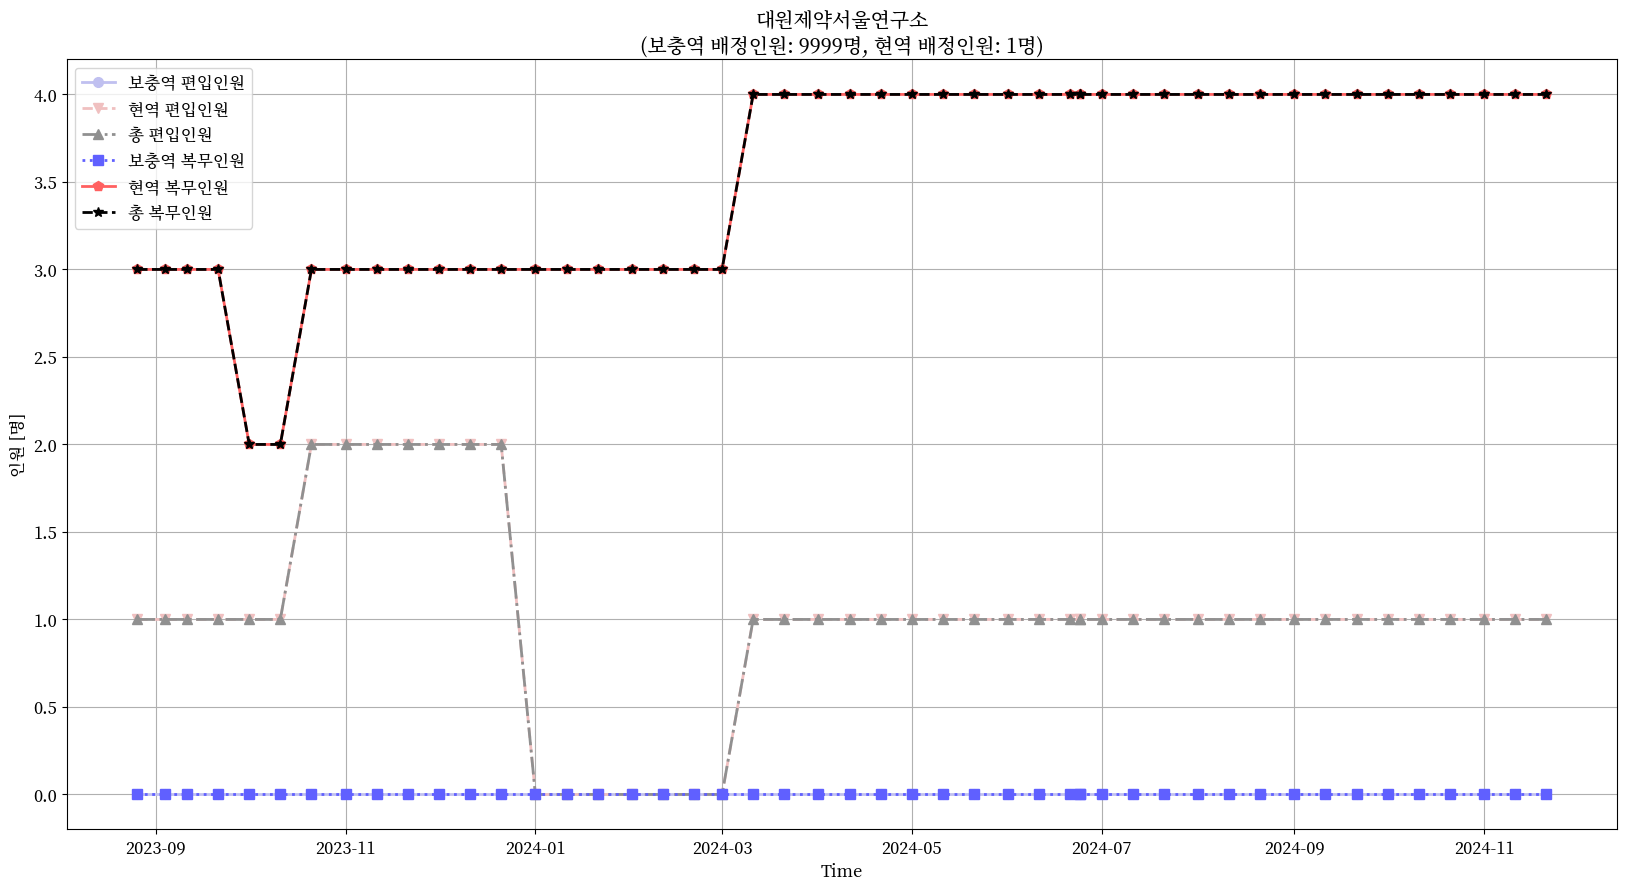 대원제약서울연구소
(보충역 배정인원: 9999명, 현역 배정인원: 1명)
보충역 편입인원
현역 편입인원
총 편입인원
보충역 복무인원
현역 복무인원
총 복무인원
4.0
3.5
3.0
2.5
2.0
1.5
1.0
0.5
0.0
인원 [명]
2023-09 2023-11 2024-01 2024-03 2024-05 2024-07 2024-09 2024-11
Time